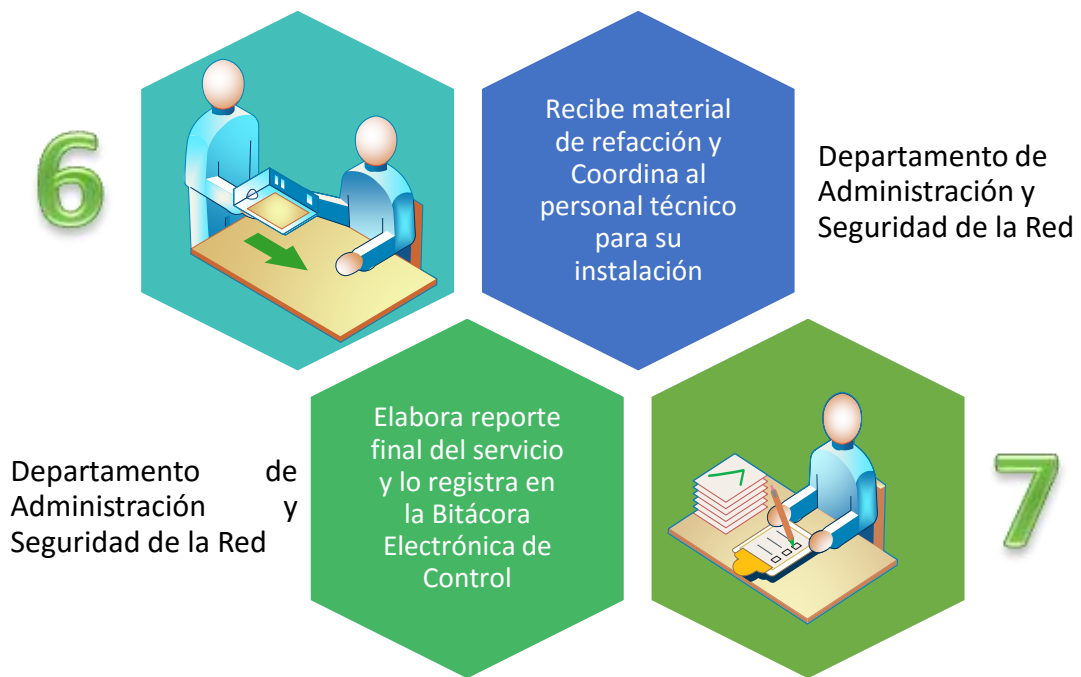 6
Recibe material
de refacción y
Coordina al
personal técnico
para su
instalación
Departamento de
Administración y
Seguridad de la Red
Departamento de
Administración y
Seguridad de la Red
Elabora reporte
final del servicio
y lo registra en
la Bitácora
Electrónica de
Control
7